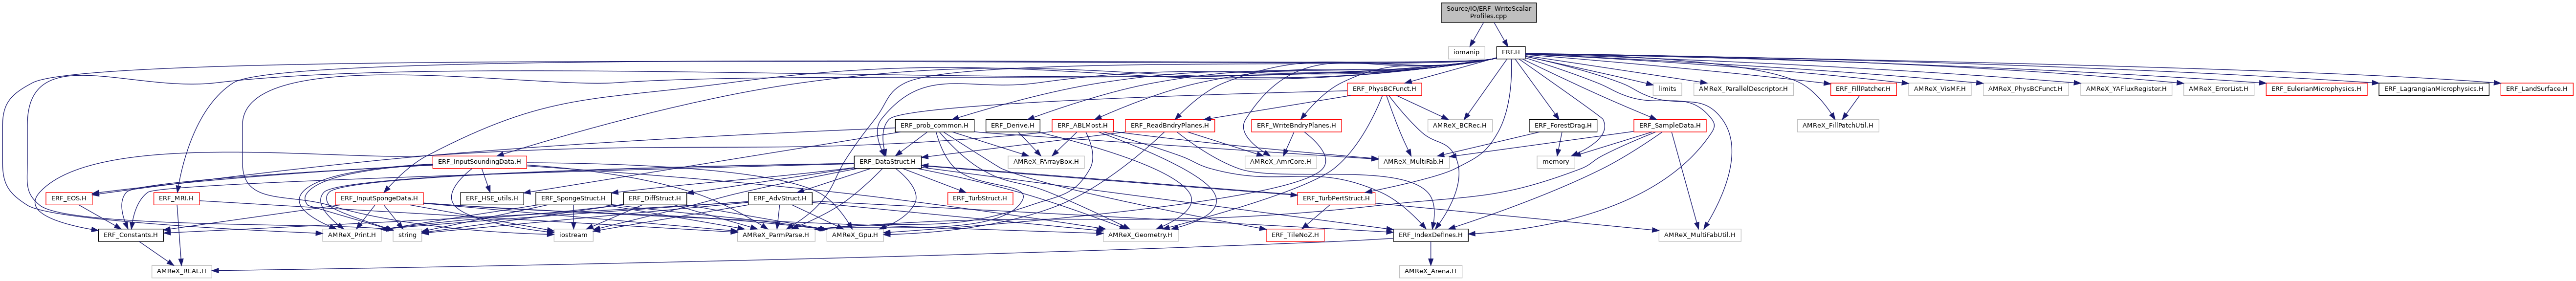 Source/IO/ERF_WriteScalar
Profiles.cpp
iomanip
ERF.H
ERF_PhysBCFunct.H
limits
AMReX_ParallelDescriptor.H
ERF_FillPatcher.H
AMReX_VisMF.H
AMReX_PhysBCFunct.H
AMReX_YAFluxRegister.H
AMReX_ErrorList.H
ERF_EulerianMicrophysics.H
ERF_LagrangianMicrophysics.H
ERF_LandSurface.H
ERF_prob_common.H
ERF_Derive.H
ERF_ABLMost.H
ERF_ReadBndryPlanes.H
ERF_WriteBndryPlanes.H
AMReX_BCRec.H
ERF_ForestDrag.H
ERF_SampleData.H
AMReX_FillPatchUtil.H
ERF_InputSoundingData.H
ERF_DataStruct.H
AMReX_FArrayBox.H
AMReX_AmrCore.H
AMReX_MultiFab.H
memory
ERF_EOS.H
ERF_MRI.H
ERF_InputSpongeData.H
ERF_HSE_utils.H
ERF_SpongeStruct.H
ERF_DiffStruct.H
ERF_AdvStruct.H
ERF_TurbStruct.H
ERF_TurbPertStruct.H
ERF_Constants.H
AMReX_Print.H
string
iostream
AMReX_ParmParse.H
AMReX_Gpu.H
AMReX_Geometry.H
ERF_TileNoZ.H
ERF_IndexDefines.H
AMReX_MultiFabUtil.H
AMReX_REAL.H
AMReX_Arena.H